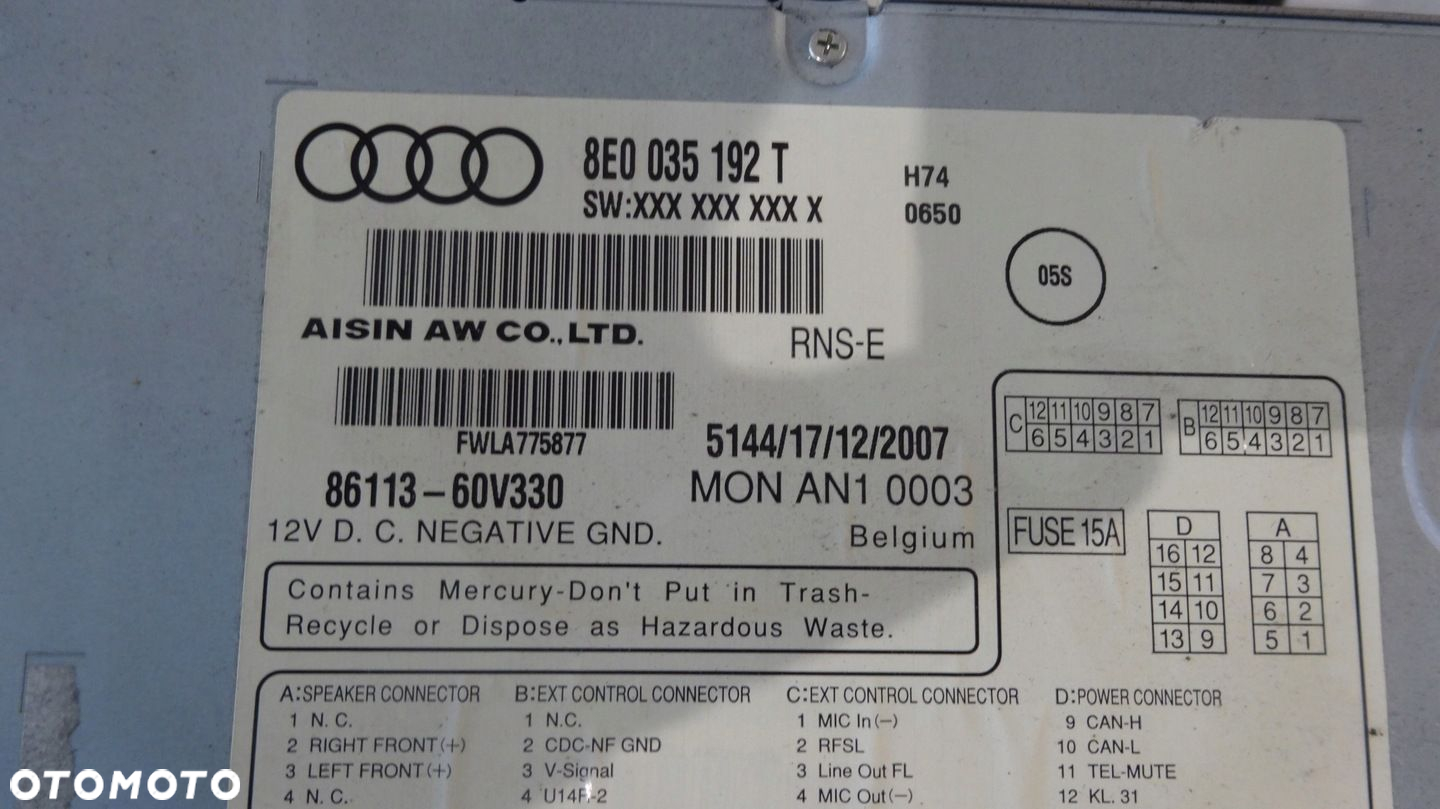 8E0 035 192 T
SW:XXX XXX XXX X
H74
0650
05S
AISIN AW CO., LTD.
RNS-E
FWLA775877
5144/17/12/2007
86113-60V330
MON AN1 0003
12V D. C. NEGATIVE GND.
Belgium
Contains Mercury-Don't Put in Trash-
Recycle or Dispose as Hazardous Waste.
C 12 11 10 9 8 7
6 5 4 3 2 1
B 12 11 10 9 8 7
6 5 4 3 2 1
FUSE 15A
D
16 12
15 11
14 10
13 9
A
8 4
7 3
6 2
5 1
A:SPEAKER CONNECTOR
1 N. C.
2 RIGHT FRONT(+)
3 LEFT FRONT(+)
4 N. C.
B:EXT CONTROL CONNECTOR
1 N.C.
2 CDC-NF GND
3 V-Signal
4 U14R-2
C:EXT CONTROL CONNECTOR
1 MIC In(-)
2 RFSL
3 Line Out FL
4 MIC Out(-)
D:POWER CONNECTOR
9 CAN-H
10 CAN-L
11 TEL-MUTE
12 KL. 31
OTOMOTO